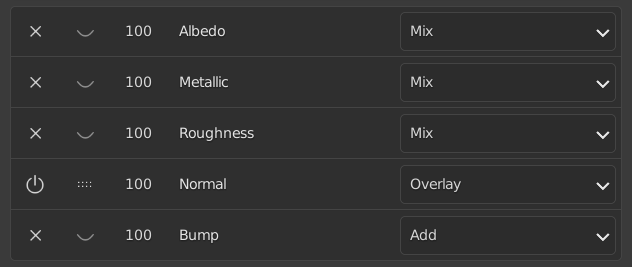 100 Albedo Mix
100 Metallic Mix
100 Roughness Mix
100 Normal Overlay
100 Bump Add